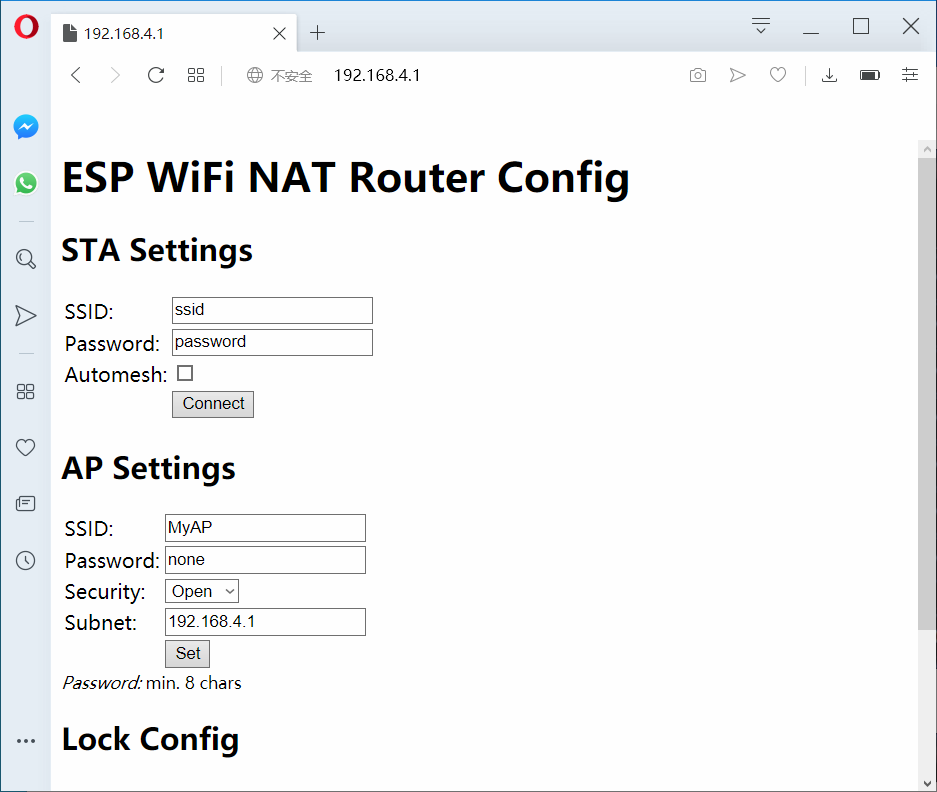 192.168.4.1
不安全 192.168.4.1
ESP WiFi NAT Router Config
STA Settings
SSID: ssid
Password: password
Automesh:
Connect
AP Settings
SSID: MyAP
Password: none
Security: Open
Subnet: 192.168.4.1
Set
Password: min. 8 chars
Lock Config